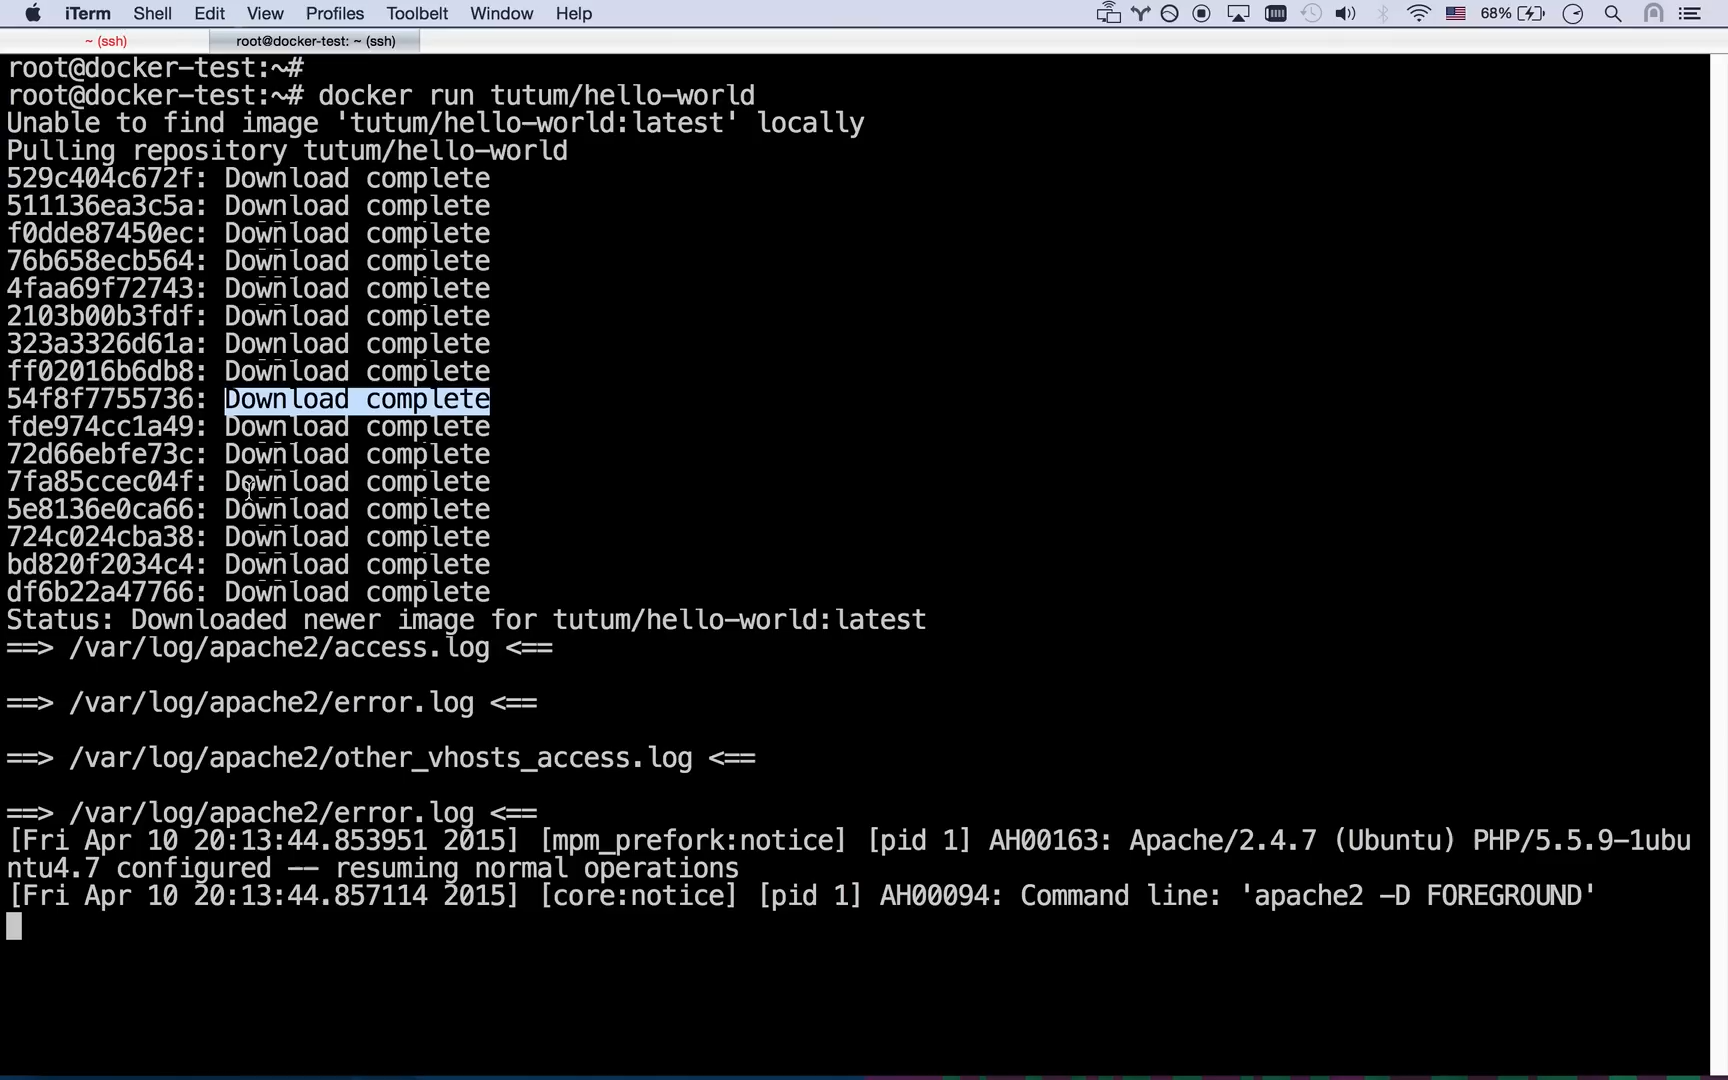 iTerm Shell Edit View Profiles Toolbelt Window Help 68%
~ (ssh) root@docker-test: ~ (ssh)
root@docker-test:~#
root@docker-test:~# docker run tutum/hello-world
Unable to find image 'tutum/hello-world:latest' locally
Pulling repository tutum/hello-world
529c404c672f: Download complete
511136ea3c5a: Download complete
f0dde87450ec: Download complete
76b658ecb564: Download complete
4faa69f72743: Download complete
2103b00b3fdf: Download complete
323a3326d61a: Download complete
ff02016b6db8: Download complete
54f8f7755736: Download complete
fde974cc1a49: Download complete
72d66ebfe73c: Download complete
7fa85ccec04f: Download complete
5e8136e0ca66: Download complete
724c024cba38: Download complete
bd820f2034c4: Download complete
df6b22a47766: Download complete
Status: Downloaded newer image for tutum/hello-world:latest
==> /var/log/apache2/access.log <==
==> /var/log/apache2/error.log <==
==> /var/log/apache2/other_vhosts_access.log <==
==> /var/log/apache2/error.log <==
[Fri Apr 10 20:13:44.853951 2015] [mpm_prefork:notice] [pid 1] AH00163: Apache/2.4.7 (Ubuntu) PHP/5.5.9-1ubu
ntu4.7 configured -- resuming normal operations
[Fri Apr 10 20:13:44.857114 2015] [core:notice] [pid 1] AH00094: Command line: 'apache2 -D FOREGROUND'